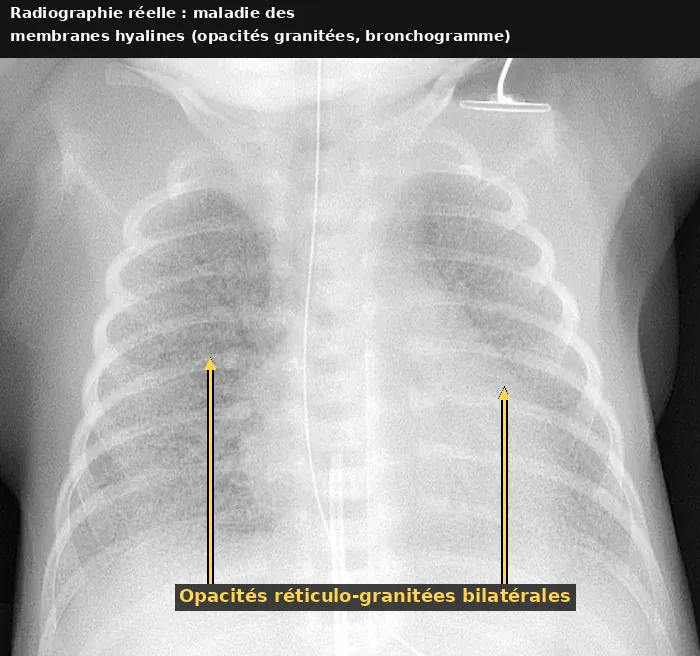 Radiographie réelle : maladie des
membranes hyalines (opacités granitées, bronchogramme)
Opacités réticulo-granitées bilatérales